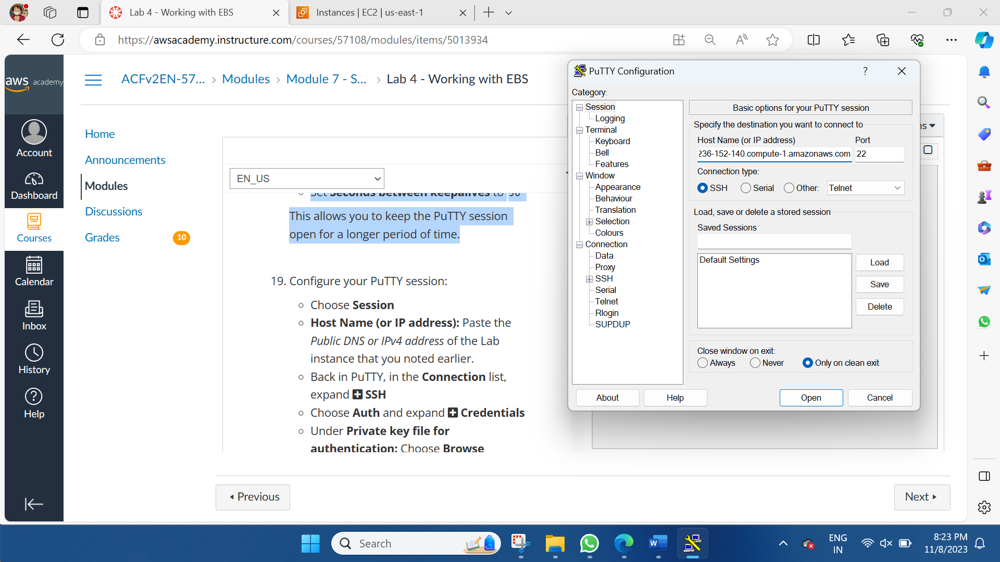 Lab 4 - Working with EBS
Instances | EC2 | us-east-1
https://awsacademy.instructure.com/courses/57108/modules/items/5013934
aws academy
Account
Dashboard
Courses
Calendar
Inbox
History
Help
ACFv2EN-57... > Modules > Module 7 - S... > Lab 4 - Working with EBS
Home
Announcements
Modules
Discussions
Grades 10
EN_US
Set Seconds between keepalives to 30
This allows you to keep the PuTTY session
open for a longer period of time.
19. Configure your PuTTY session:
Choose Session
Host Name (or IP address): Paste the
Public DNS or IPv4 address of the Lab
instance that you noted earlier.
Back in PuTTY, in the Connection list,
expand SSH
Choose Auth and expand Credentials
Under Private key file for
authentication: Choose Browse
Previous
Next
PuTTY Configuration
?
Category:
Session
Logging
Terminal
Keyboard
Bell
Features
Window
Appearance
Behaviour
Translation
Selection
Colours
Connection
Data
Proxy
SSH
Serial
Telnet
Rlogin
SUPDUP
Basic options for your PuTTY session
Specify the destination you want to connect to
Host Name (or IP address) Port
236-152-140.compute-1.amazonaws.com 22
Connection type:
SSH Serial Other: Telnet
Load, save or delete a stored session
Saved Sessions
Default Settings
Load
Save
Delete
Close window on exit:
Always Never Only on clean exit
About Help Open Cancel
Search
ENG
IN
8:23 PM
11/8/2023